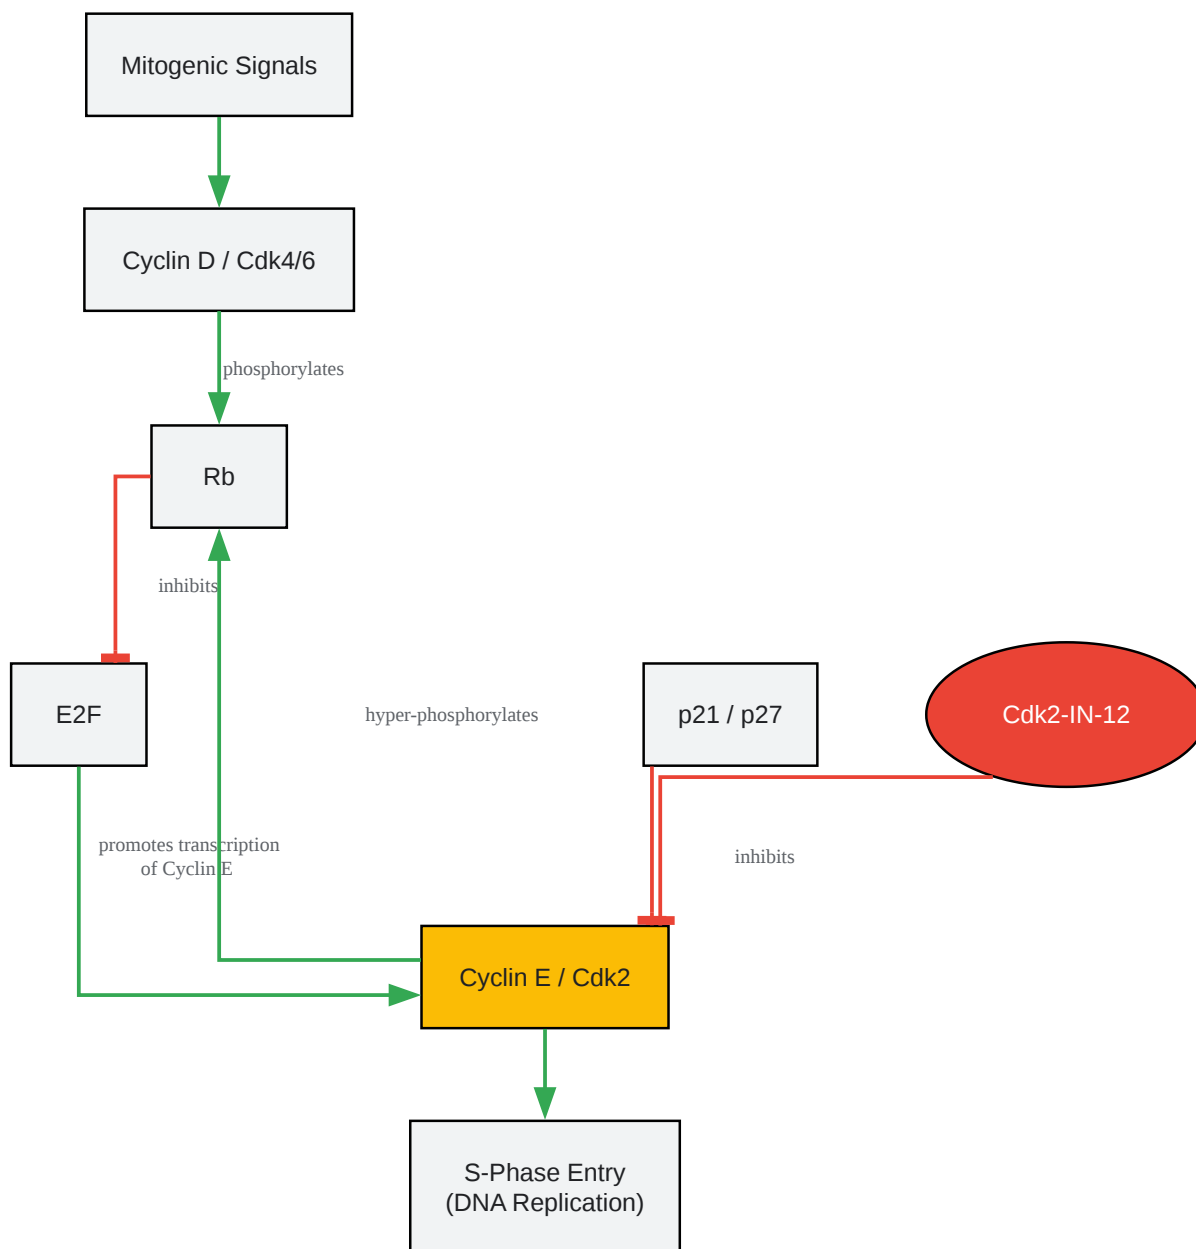 Mitogenic Signals
Cyclin D / Cdk4/6
phosphorylates
Rb
inhibits
E2F
hyper-phosphorylates
p21 / p27
Cdk2-IN-12
promotes transcription
of Cyclin E
inhibits
Cyclin E / Cdk2
S-Phase Entry
(DNA Replication)